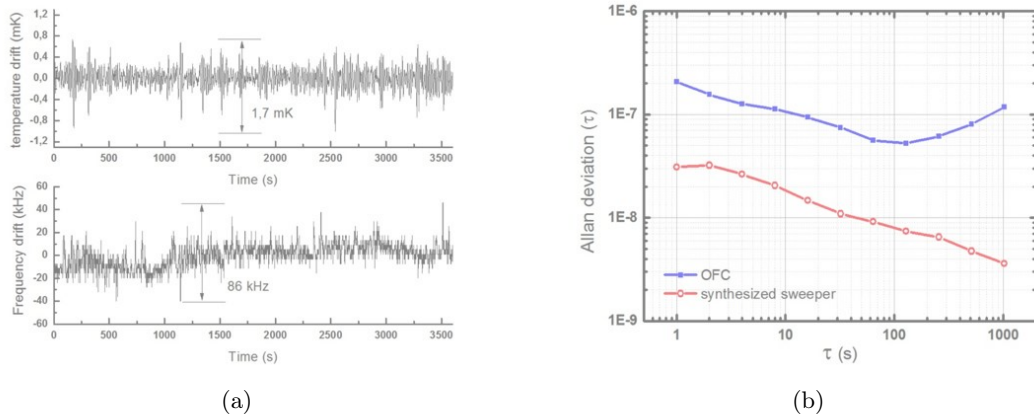 temperature drift (mK)
1,2
0,8
0,4
0,0
-0,4
-0,8
-1,2
1,7 mK
0 500 1000 1500 2000 2500 3000 3500
Time (s)
Frequency drift (kHz)
60
40
20
0
-20
-40
-60
86 kHz
0 500 1000 1500 2000 2500 3000 3500
Time (s)
(a)
Allan deviation (τ)
1E-6
1E-7
1E-8
1E-9
OFC
synthesized sweeper
1 10 100 1000
τ (s)
(b)